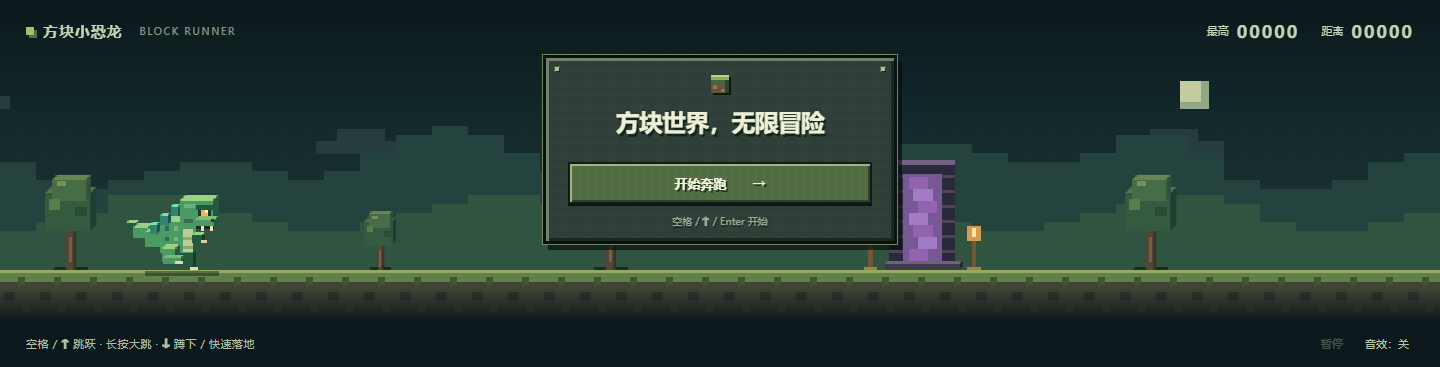 方块小恐龙 BLOCK RUNNER
最高 00000 距离 00000
方块世界，无限冒险
开始奔跑 →
空格 / ↑ / Enter 开始
空格 / ↑ 跳跃 · 长按大跳 · ↓ 蹲下 / 快速落地
暂停 音效：关